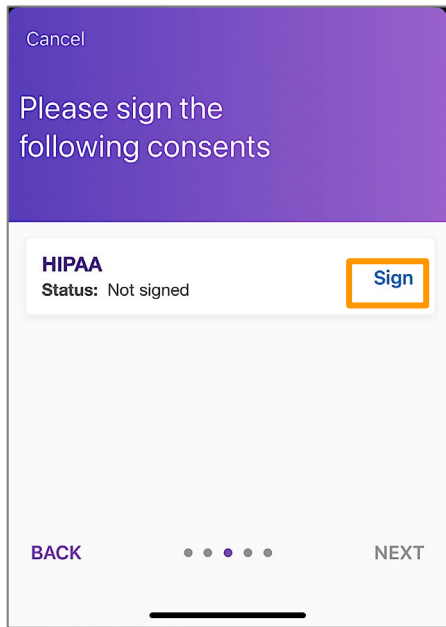 Cancel
Please sign the
following consents
HIPAA
Status: Not signed
Sign
BACK
NEXT